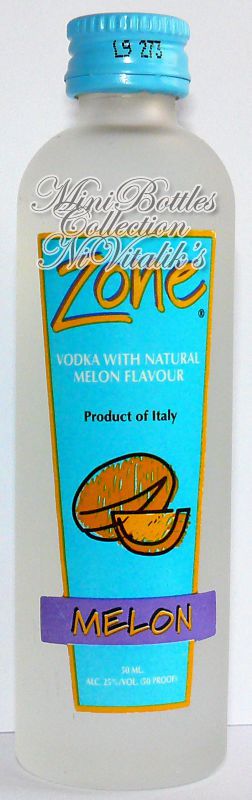 L9 273
MiniBottles
Collection
NiVitalik's
Zone®
VODKA WITH NATURAL
MELON FLAVOUR
Product of Italy
MELON
50 ML.
ALC. 25%/VOL. (50 PROOF)